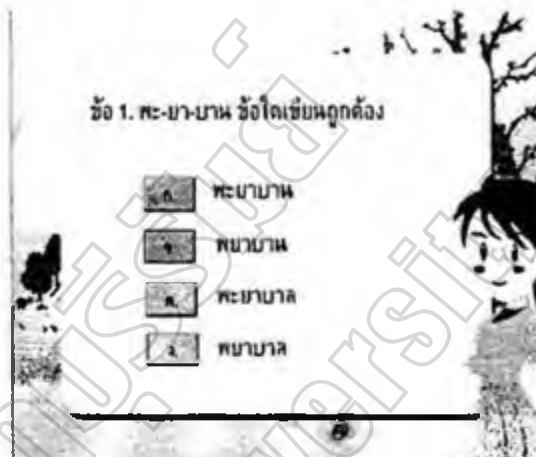 ข้อ 1. พะ-ยา-บาน ข้อใดเขียนถูกต้อง
ก. พะยาบาน
ข. พยาบาน
ค. พะยาบาล
ง. พยาบาล